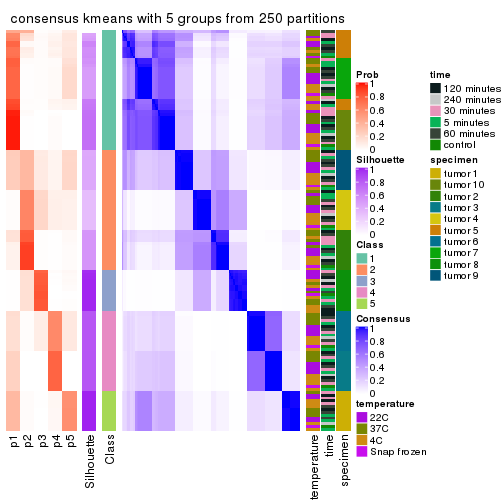 consensus kmeans with 5 groups from 250 partitions
Prob
1
0.8
0.6
0.4
0.2
0
Silhouette
1
0.8
0.6
0.4
0.2
0
Class
1
2
3
4
5
Consensus
1
0.8
0.6
0.4
0.2
0
temperature
22C
37C
4C
Snap frozen
time
120 minutes
240 minutes
30 minutes
5 minutes
60 minutes
control
specimen
tumor 1
tumor 10
tumor 2
tumor 3
tumor 4
tumor 5
tumor 6
tumor 7
tumor 8
tumor 9
p1
p2
p3
p4
p5
Silhouette
Class
temperature
time
specimen